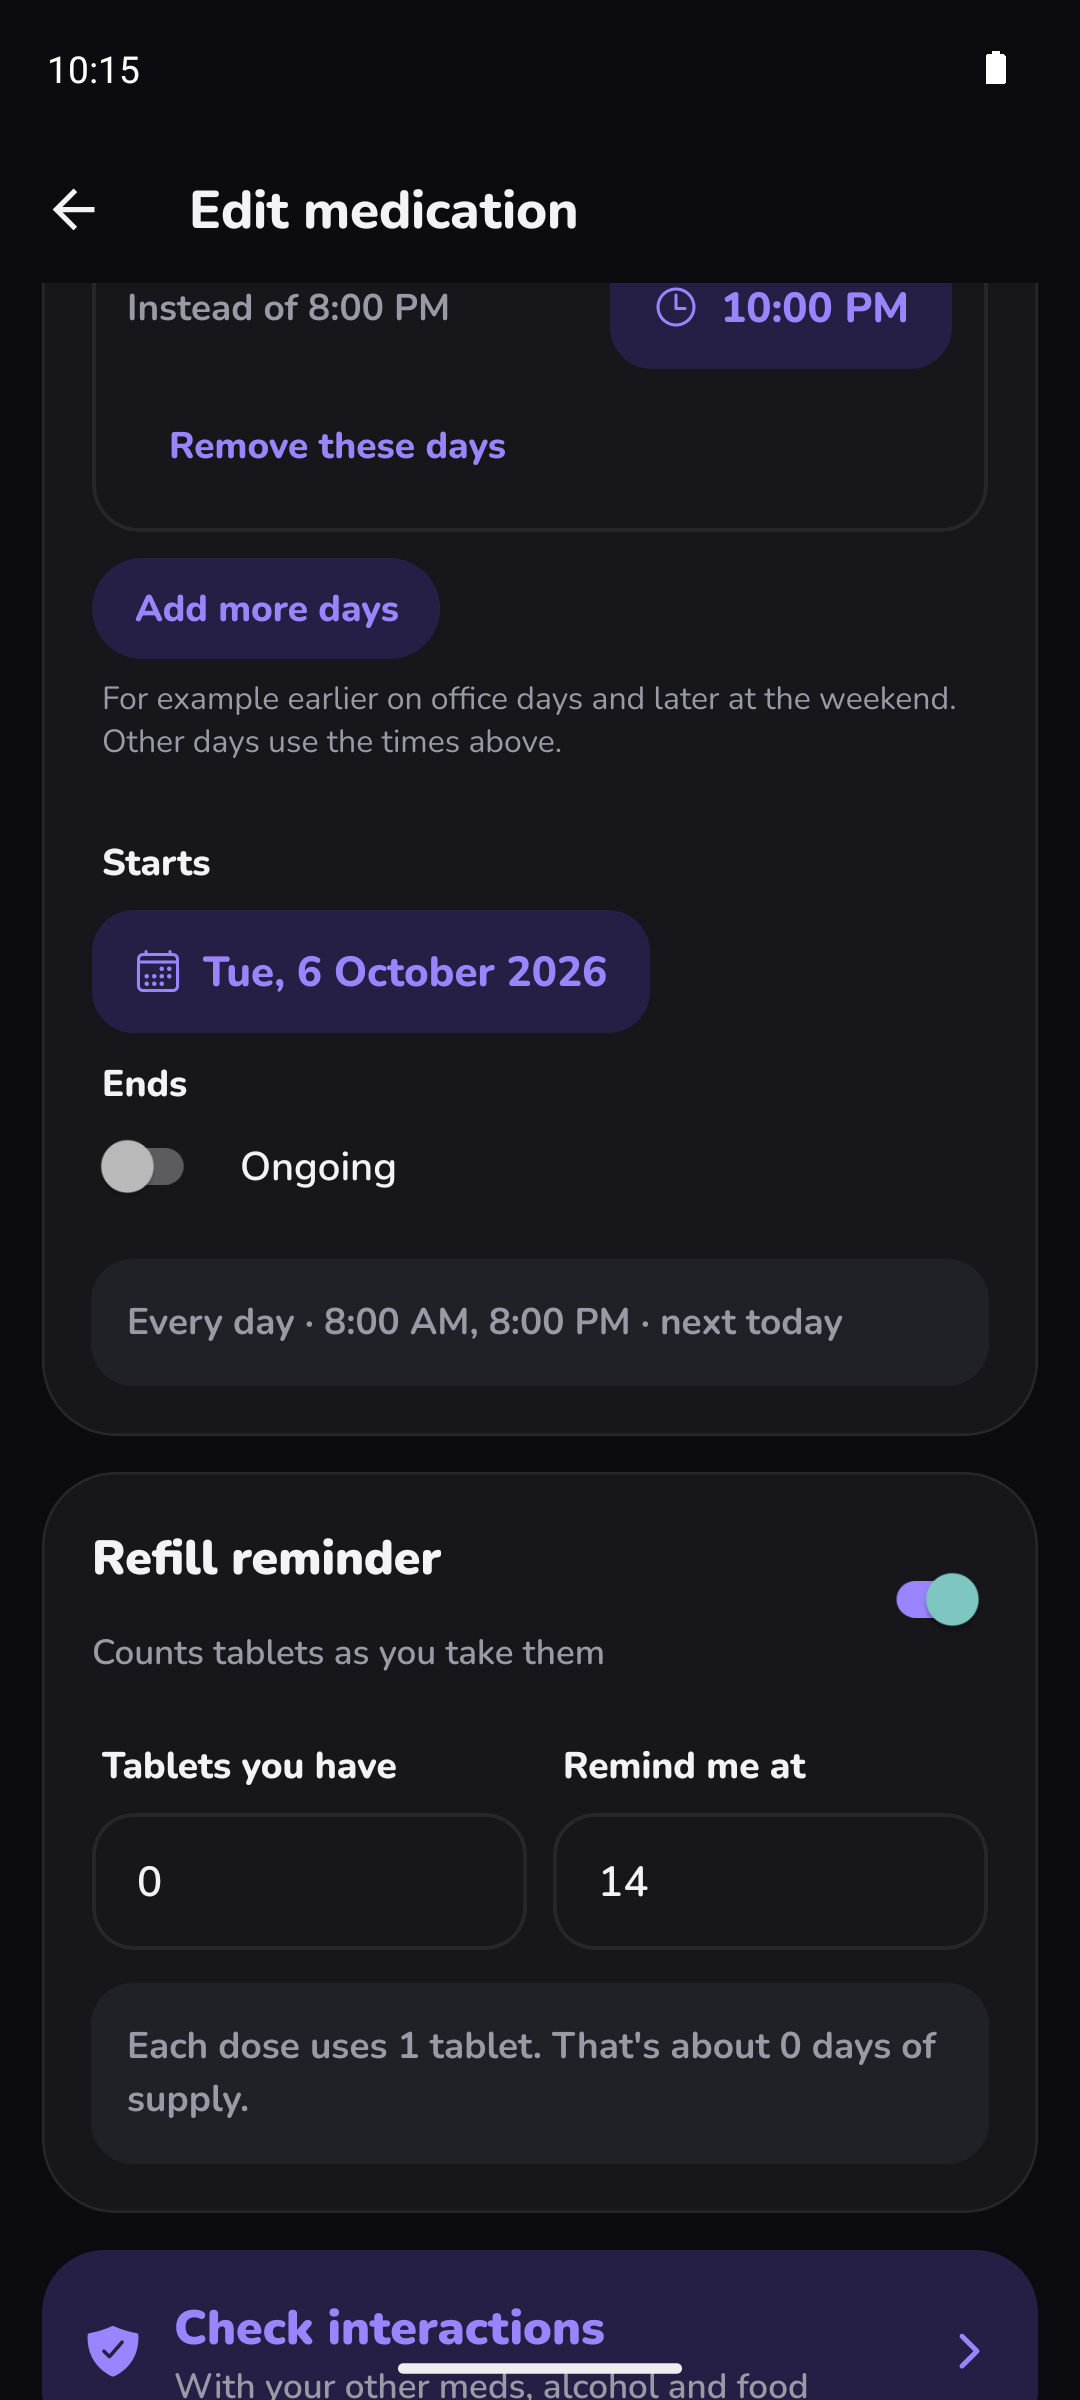 10:15
Edit medication
Instead of 8:00 PM
10:00 PM
Remove these days
Add more days
For example earlier on office days and later at the weekend.
Other days use the times above.
Starts
Tue, 6 October 2026
Ends
Ongoing
Every day · 8:00 AM, 8:00 PM · next today
Refill reminder
Counts tablets as you take them
Tablets you have
Remind me at
0
14
Each dose uses 1 tablet. That's about 0 days of
supply.
Check interactions
With your other meds, alcohol and food